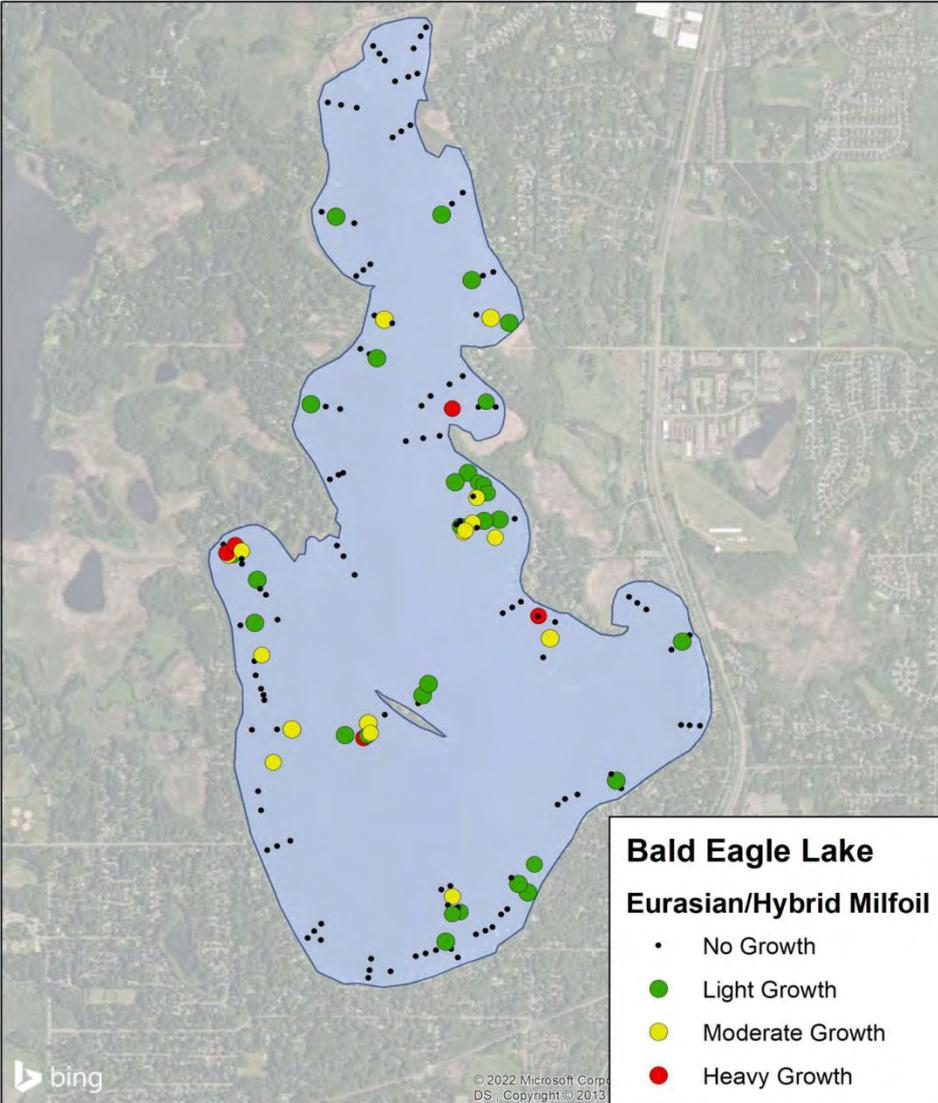 Bald Eagle Lake
Eurasian/Hybrid Milfoil
No Growth
Light Growth
Moderate Growth
Heavy Growth
bing
© 2022 Microsoft Corpo
DS , Copyright © 2013